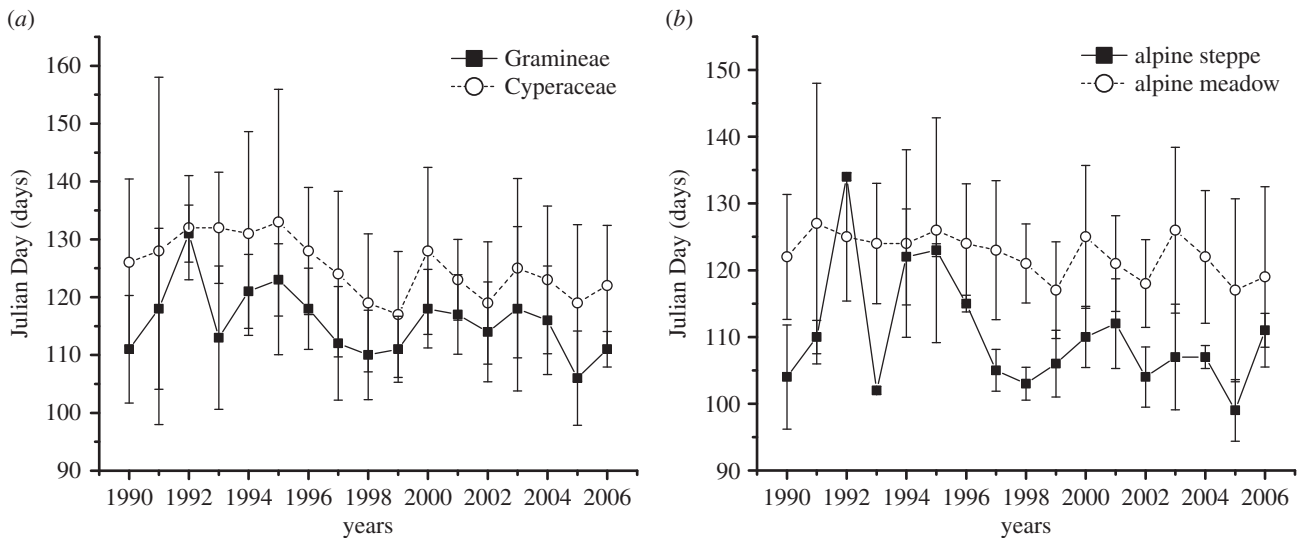 (a)
Gramineae
Cyperaceae
160
150
140
130
120
110
100
90
Julian Day (days)
1990 1992 1994 1996 1998 2000 2002 2004 2006
years
(b)
alpine steppe
alpine meadow
150
140
130
120
110
100
90
Julian Day (days)
1990 1992 1994 1996 1998 2000 2002 2004 2006
years